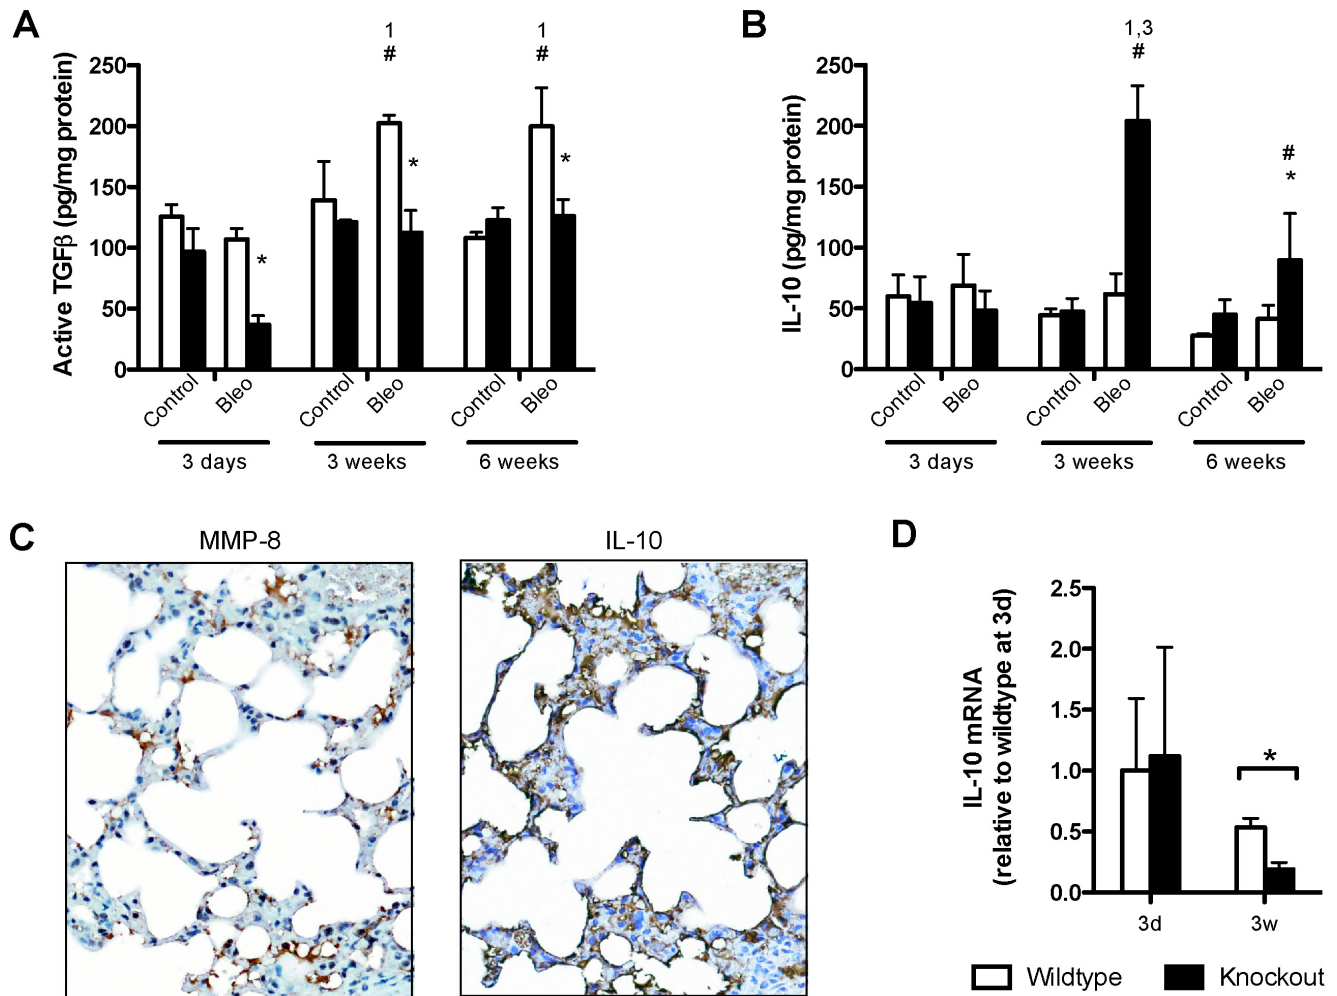 A
1
#
1
#
*
*
*
Active TGFβ (pg/mg protein)
250
200
150
100
50
0
Control
Bleo
Control
Bleo
Control
Bleo
3 days
3 weeks
6 weeks
B
1,3
#
#
*
IL-10 (pg/mg protein)
250
200
150
100
50
0
Control
Bleo
Control
Bleo
Control
Bleo
3 days
3 weeks
6 weeks
C
MMP-8
IL-10
D
IL-10 mRNA
(relative to wildtype at 3d)
2.5
2.0
1.5
1.0
0.5
0.0
*
3d
3w
Wildtype
Knockout